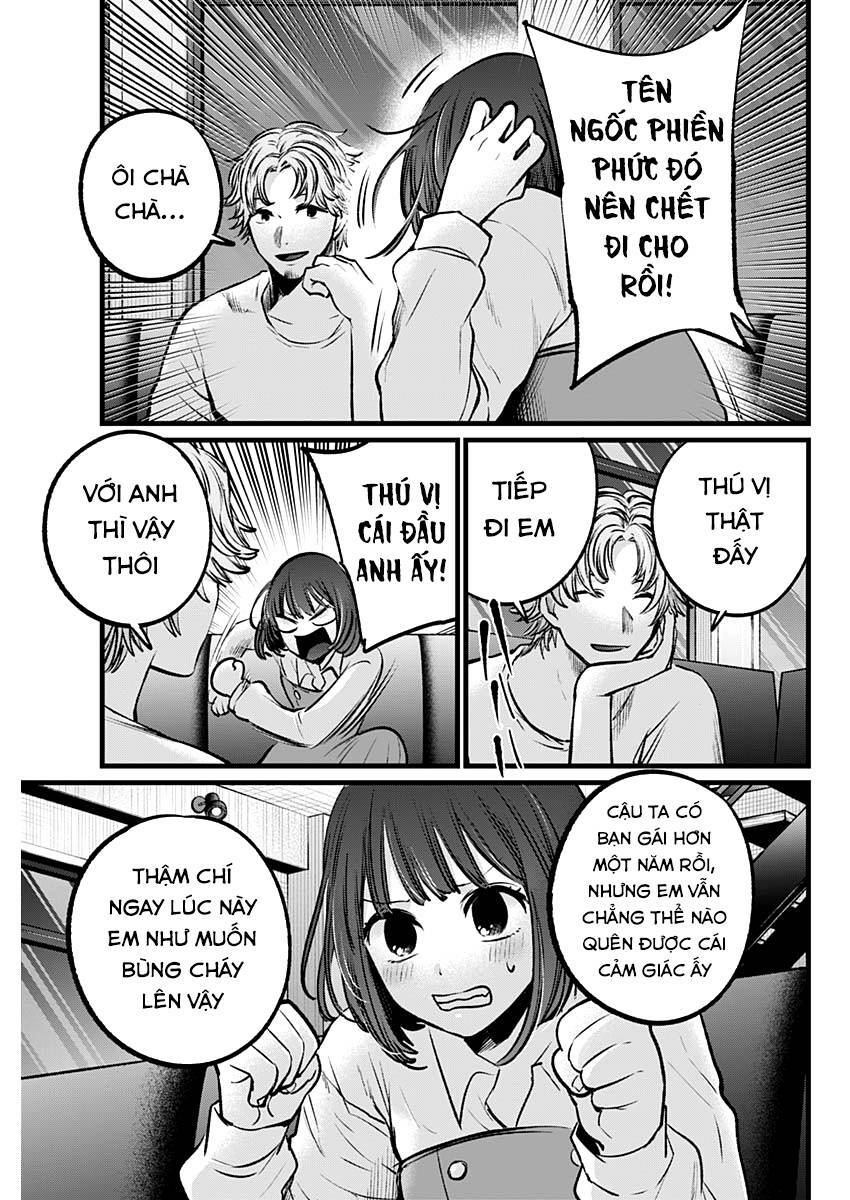 TÊN
NGỐC PHIỀN
PHỨC ĐÓ
NÊN CHẾT
ĐI CHO
RỒI!
ÔI CHÀ
CHÀ...
THÚ VỊ
THẬT
ĐẤY
TIẾP
ĐI EM
THÚ VỊ
CÁI ĐẦU
ANH ẤY!
VỚI ANH
THÌ VẬY
THÔI
CẬU TA CÓ
BẠN GÁI HƠN
MỘT NĂM RỒI,
NHƯNG EM VẪN
CHẲNG THỂ NÀO
QUÊN ĐƯỢC CÁI
CẢM GIÁC ẤY
THẬM CHÍ
NGAY LÚC NÀY
EM NHƯ MUỐN
BÙNG CHÁY
LÊN VẬY